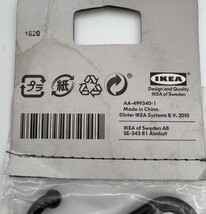 1620
プラ
紙
IKEA
Design and Quality
IKEA of Sweden
AA-499340-1
Made in China
©Inter IKEA Systems B.V. 2010
IKEA of Sweden AB
SE-343 81 Älmhult